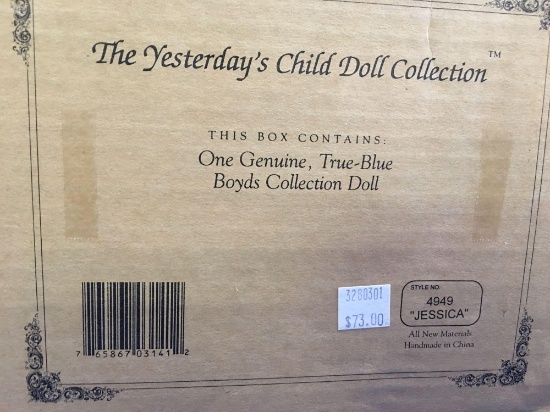 The Yesterday's Child Doll Collection™
THIS BOX CONTAINS:
One Genuine, True-Blue
Boyds Collection Doll
3280301
$73.00
STYLE NO.
4949
"JESSICA"
All New Materials
Handmade in China
7 65867 03141 2